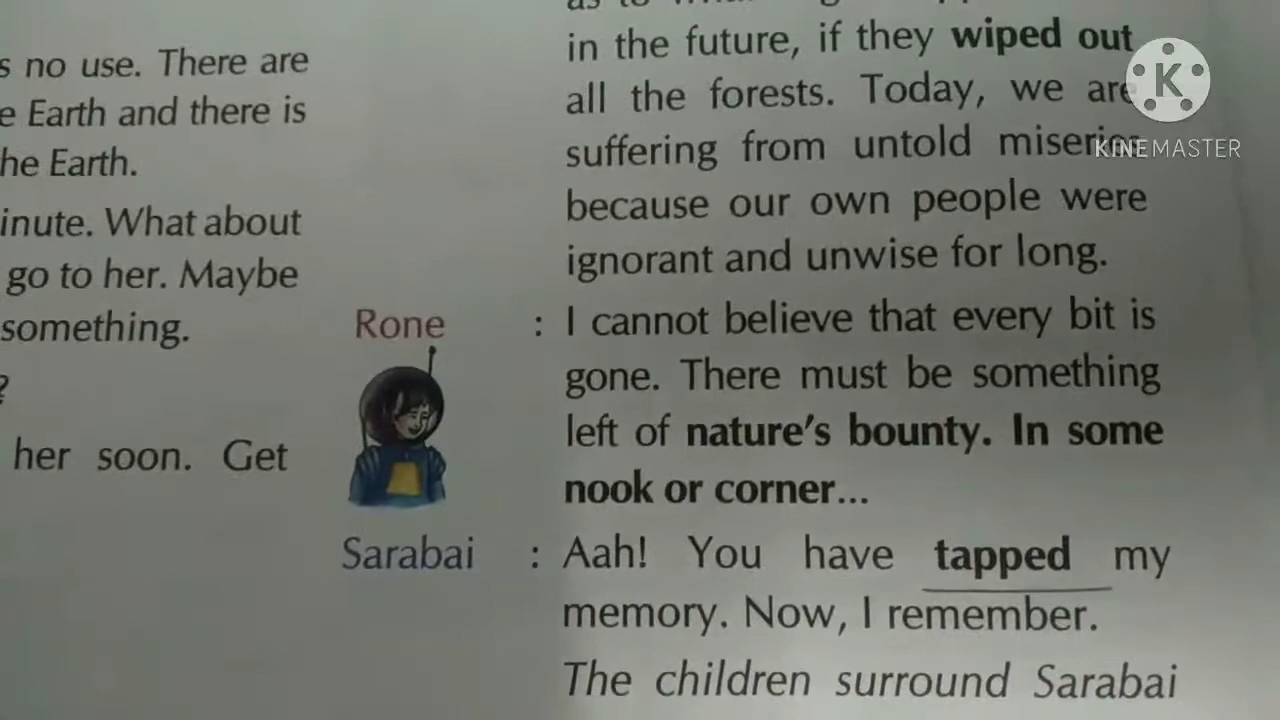 s no use. There are
e Earth and there is
he Earth.
inute. What about
go to her. Maybe
something.
?
her soon. Get
in the future, if they wiped out
all the forests. Today, we are
suffering from untold miseries
because our own people were
ignorant and unwise for long.
Rone : I cannot believe that every bit is
gone. There must be something
left of nature's bounty. In some
nook or corner...
Sarabai : Aah! You have tapped my
memory. Now, I remember.
The children surround Sarabai
K
KINEMASTER